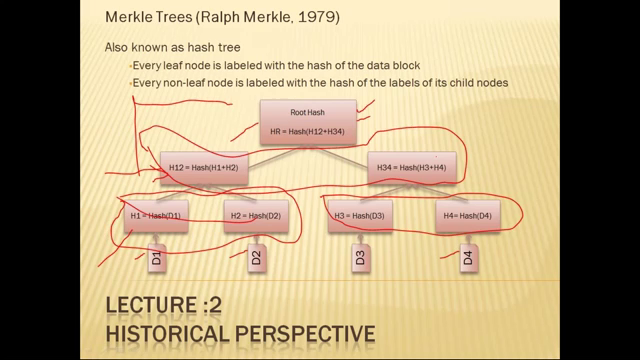 Merkle Trees (Ralph Merkle, 1979)
Also known as hash tree
Every leaf node is labeled with the hash of the data block
Every non-leaf node is labeled with the hash of the labels of its child nodes
Root Hash
HR = Hash(H12+H34)
H12 = Hash(H1+H2)
H34 = Hash(H3+H4)
H1 = Hash(D1)
H2 = Hash(D2)
H3 = Hash(D3)
H4= Hash(D4)
D1
D2
D3
D4
LECTURE :2
HISTORICAL PERSPECTIVE